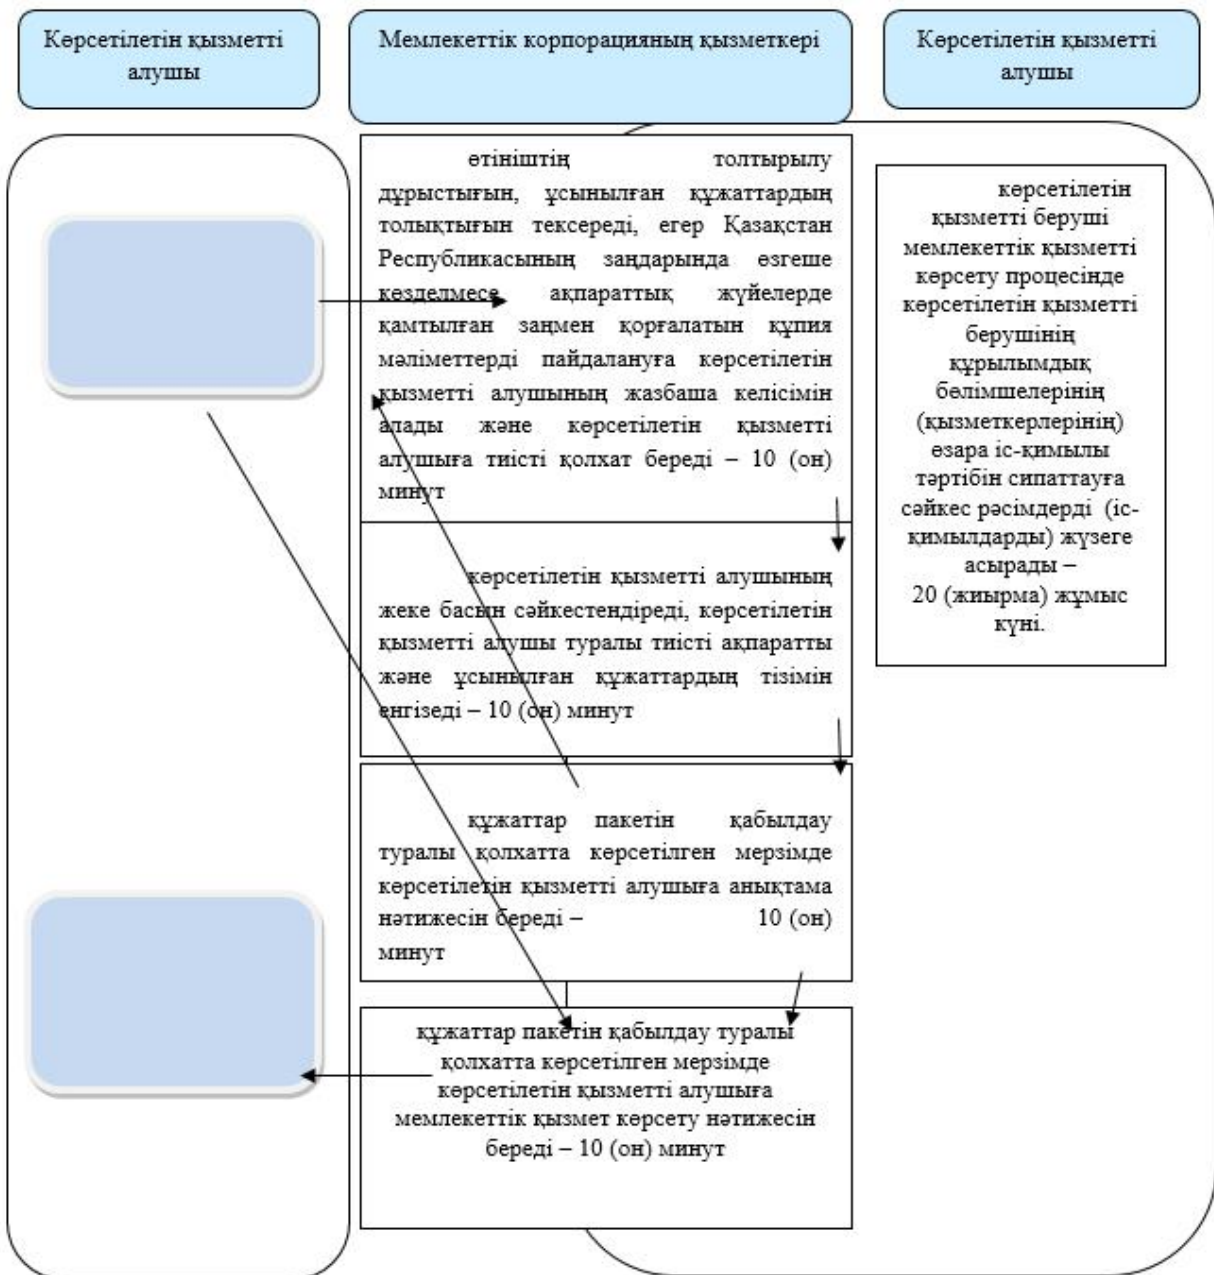 Көрсетілетін қызметті
алушы
Мемлекеттік корпорацияның қызметкері
Көрсетілетін қызметті
алушы
өтініштің толтырылу
дұрыстығын, ұсынылған құжаттардың
толықтығын тексереді, егер Қазақстан
Республикасының заңдарында өзгеше
көзделмесе, ақпараттық жүйелерде
қамтылған заңмен қорғалатын құпия
мәліметтерді пайдалануға көрсетілетін
қызметті алушының жазбаша келісімін
алады және көрсетілетін қызметті
алушыға тиісті қолхат береді – 10 (он)
минут
көрсетілетін қызметті алушының
жеке басын сәйкестендіреді, көрсетілетін
қызметті алушы туралы тиісті ақпаратты
және ұсынылған құжаттардың тізімін
енгізеді – 10 (он) минут
құжаттар пакетін қабылдау
туралы қолхатта көрсетілген мерзімде
көрсетілетін қызметті алушыға анықтама
нәтижесін береді – 10 (он)
минут
құжаттар пакетін қабылдау туралы
қолхатта көрсетілген мерзімде
көрсетілетін қызметті алушыға
мемлекеттік қызмет көрсету нәтижесін
береді – 10 (он) минут
көрсетілетін
қызметті беруші
мемлекеттік қызметті
көрсету процесінде
көрсетілетін қызметті
берушінің
құрылымдық
бөлімшелерінің
(қызметкерлерінің)
өзара іс-қимылы
тәртібін сипаттауға
сәйкес рәсімдерді (іс-
қимылдарды) жүзеге
асырады –
20 (жиырма) жұмыс
күні.